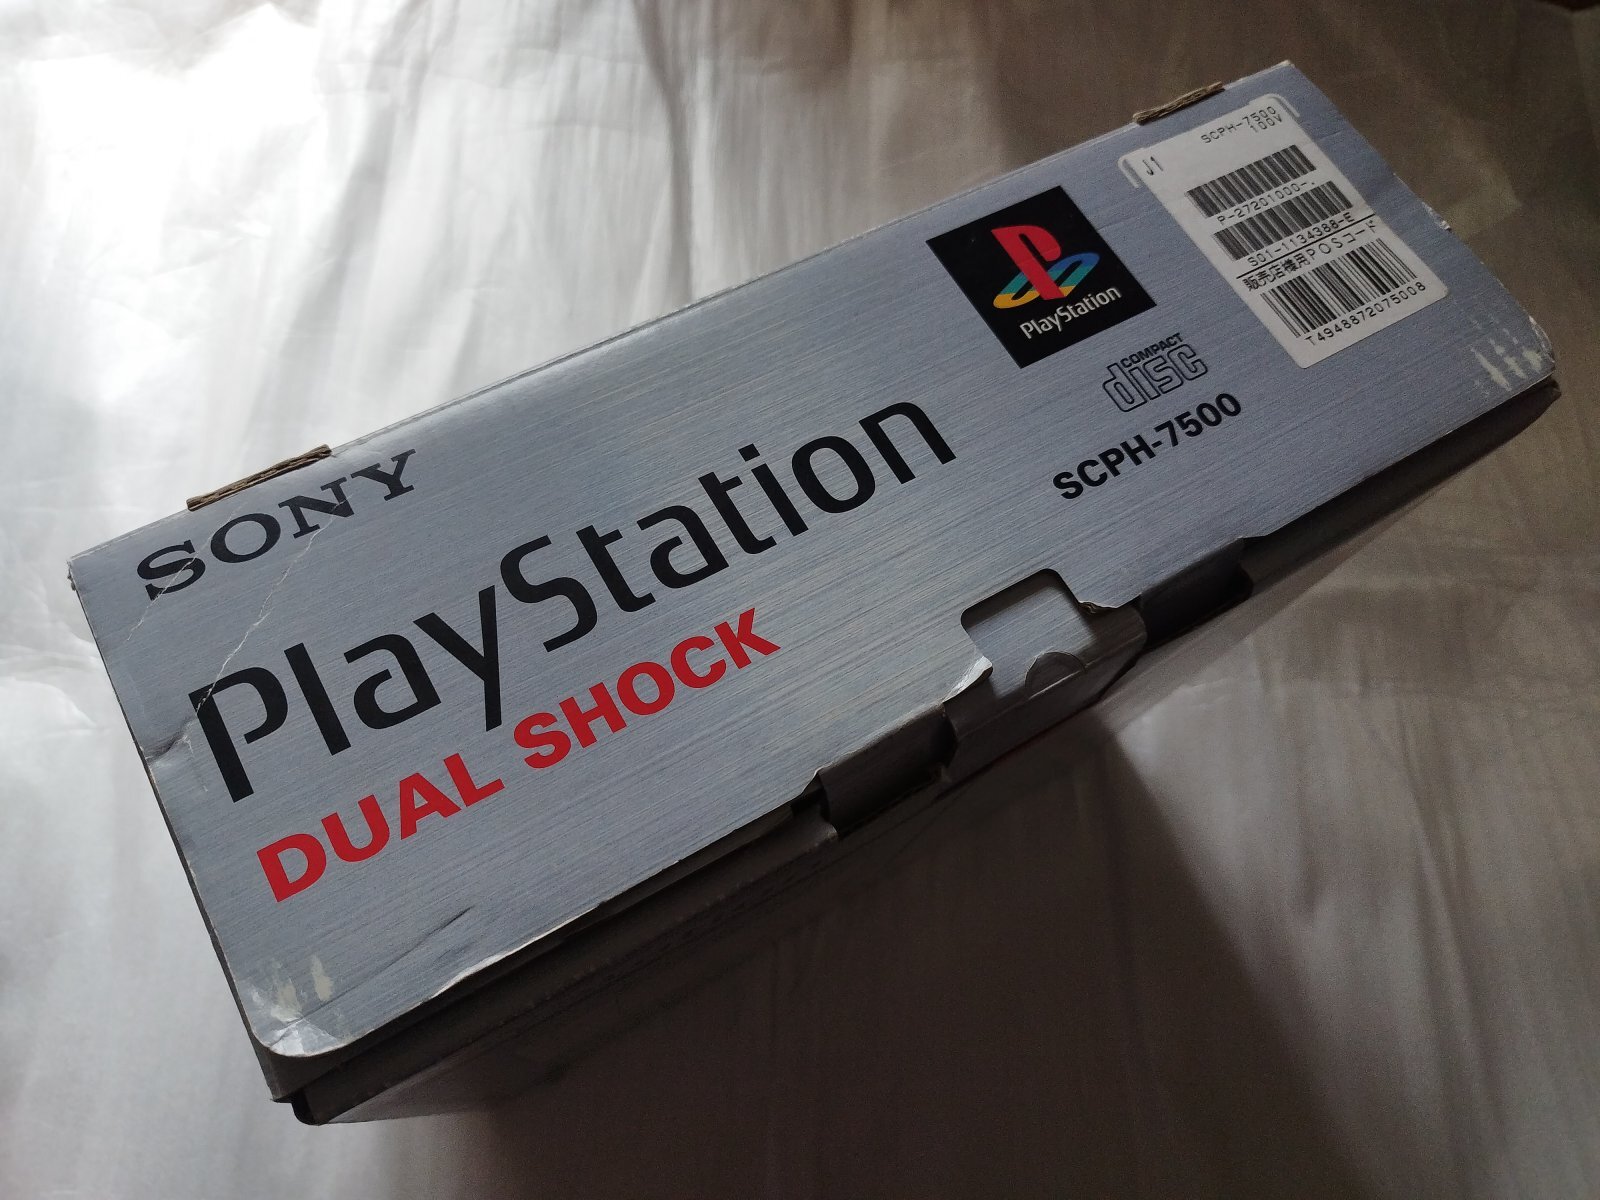 SONY
PlayStation
DUAL SHOCK
PlayStation
COMPACT
disc
SCPH-7500
SCPH-7500
100V
J1
P-27201000-.
S01-1134388-E
販売店様用POSコード
T4948872075008